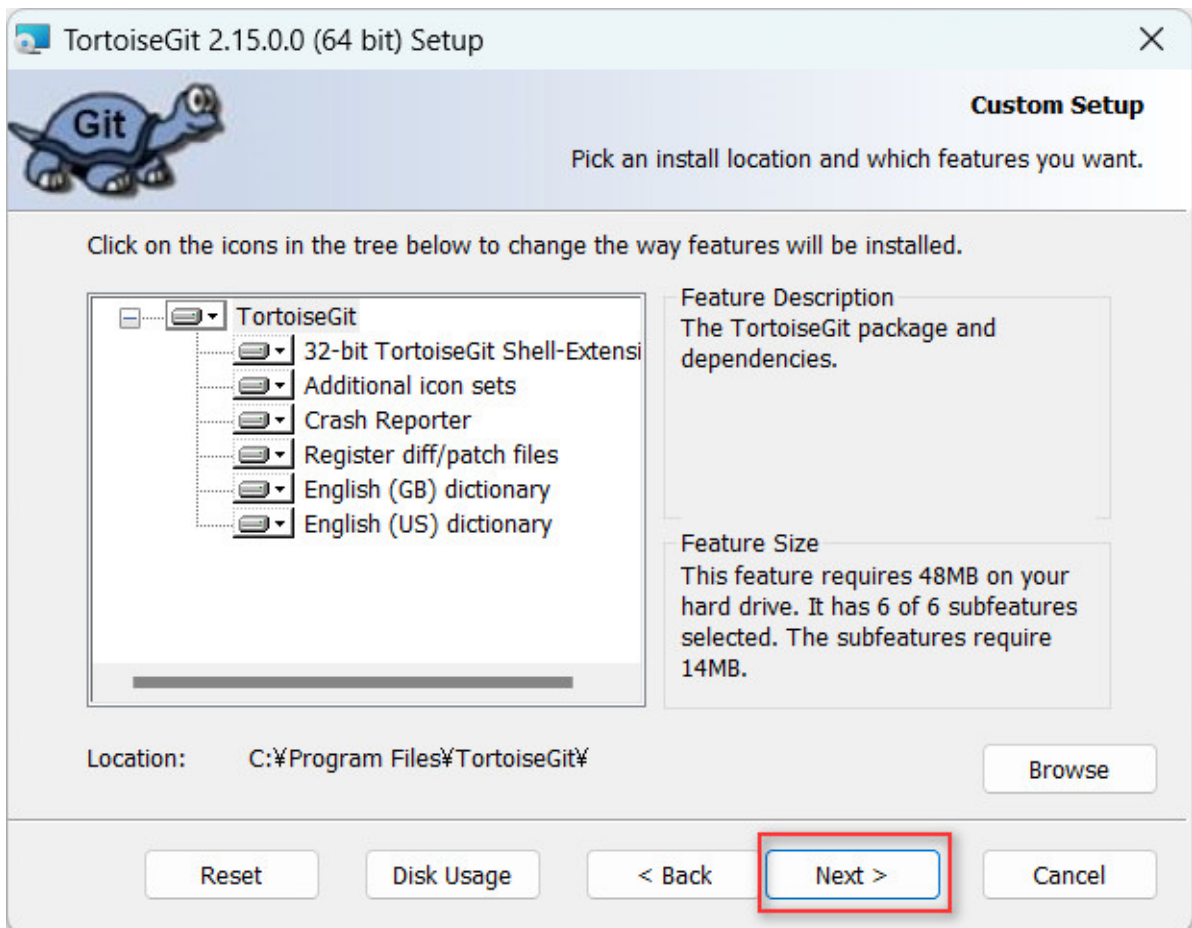 TortoiseGit 2.15.0.0 (64 bit) Setup
Git
Custom Setup
Pick an install location and which features you want.
Click on the icons in the tree below to change the way features will be installed.
TortoiseGit
32-bit TortoiseGit Shell-Extensi
Additional icon sets
Crash Reporter
Register diff/patch files
English (GB) dictionary
English (US) dictionary
Feature Description
The TortoiseGit package and
dependencies.
Feature Size
This feature requires 48MB on your
hard drive. It has 6 of 6 subfeatures
selected. The subfeatures require
14MB.
Location: C:¥Program Files¥TortoiseGit¥
Browse
Reset Disk Usage < Back Next > Cancel